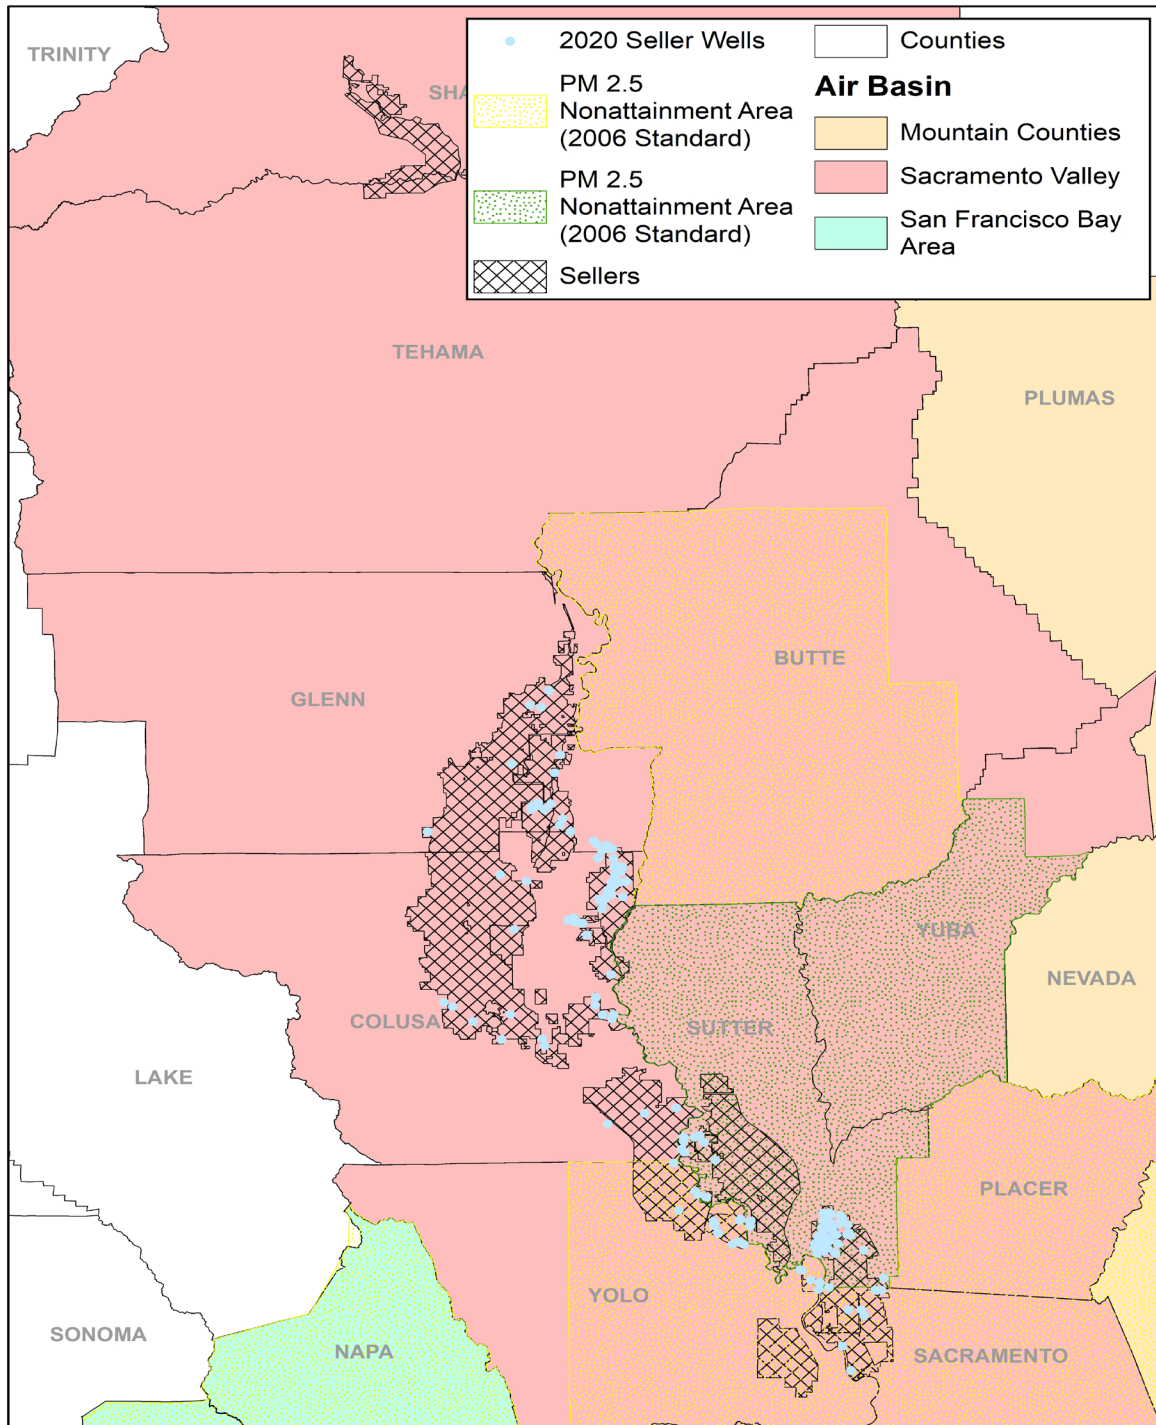 TRINITY
SHA
2020 Seller Wells
PM 2.5
Nonattainment Area
(2006 Standard)
PM 2.5
Nonattainment Area
(2006 Standard)
Sellers
Counties
Air Basin
Mountain Counties
Sacramento Valley
San Francisco Bay
Area
TEHAMA
PLUMAS
BUTTE
GLENN
YUBA
NEVADA
COLUSA
SUTTER
LAKE
PLACER
YOLO
SONOMA
NAPA
SACRAMENTO